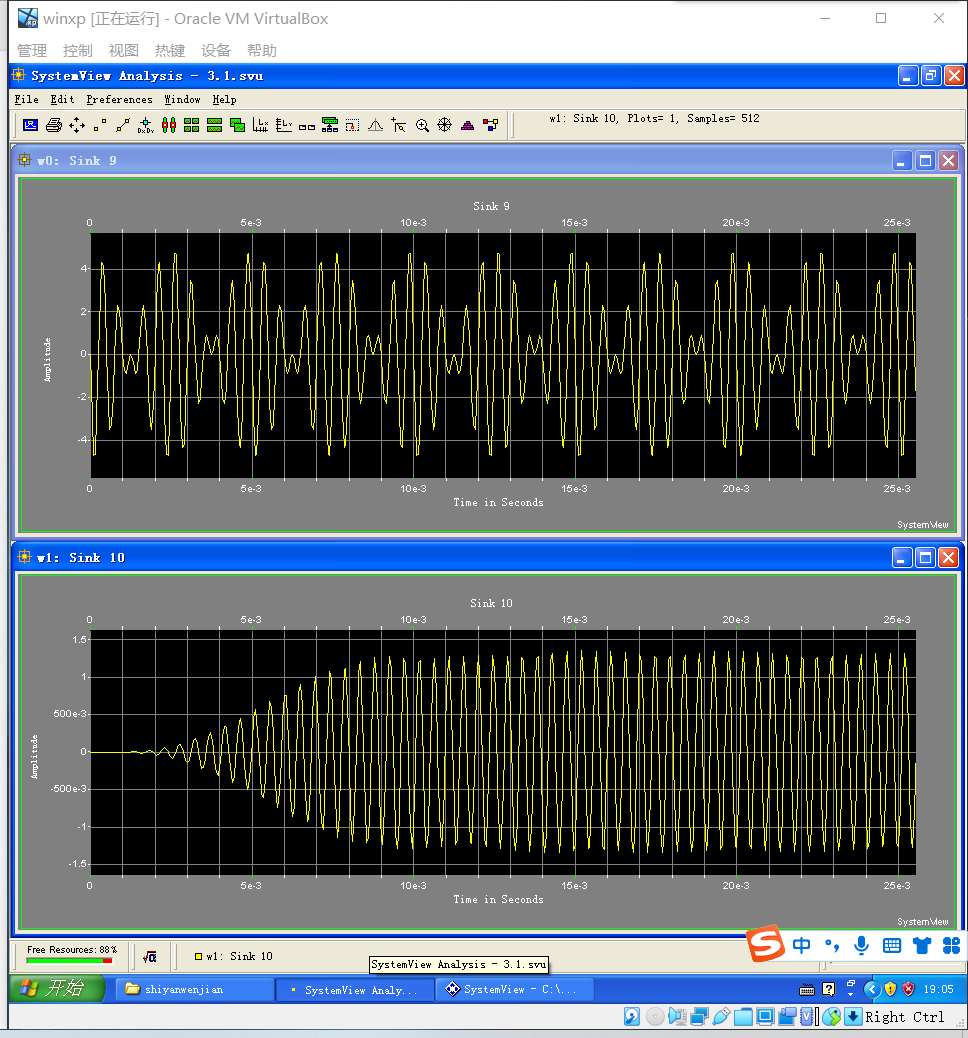 winxp [正在运行] - Oracle VM VirtualBox
管理 控制 视图 热键 设备 帮助
SystemView Analysis - 3.1.svu
File Edit Preferences Window Help
w1: Sink 10, Plots= 1, Samples= 512
w0: Sink 9
Sink 9
0 5e-3 10e-3 15e-3 20e-3 25e-3
4
2
0
-2
-4
Amplitude
0 5e-3 10e-3 15e-3 20e-3 25e-3
Time in Seconds
SystemView
w1: Sink 10
Sink 10
0 5e-3 10e-3 15e-3 20e-3 25e-3
1.5
1
500e-3
0
-500e-3
-1
-1.5
Amplitude
0 5e-3 10e-3 15e-3 20e-3 25e-3
Time in Seconds
SystemView
中
Free Resources: 88%
√α
w1: Sink 10
SystemView Analysis - 3.1.svu
开始
shiyanwenjian
SystemView Analy...
SystemView - C:\...
19:05
Right Ctrl